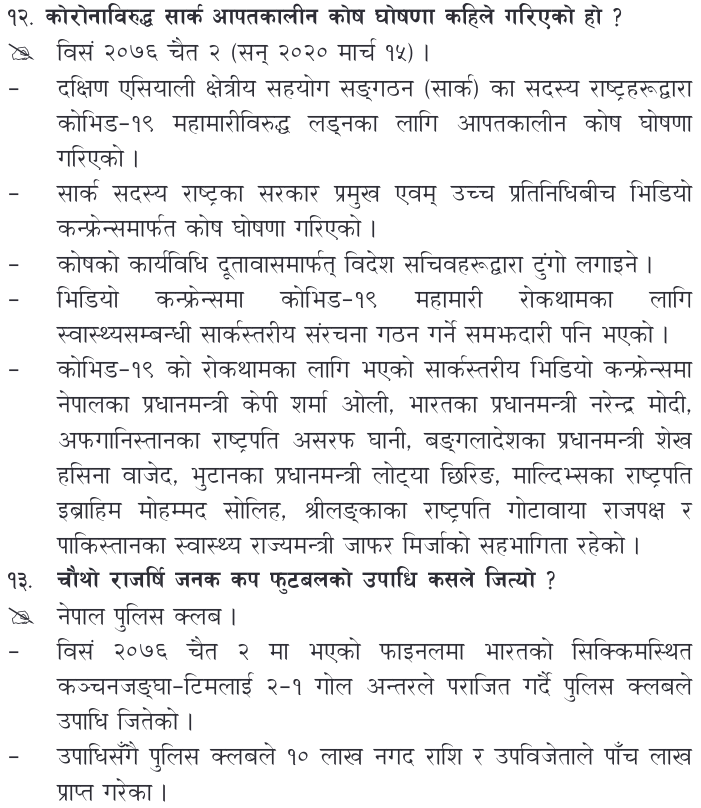 १२. कोरोनाविरुद्ध सार्क आपतकालीन कोष घोषणा कहिले गरिएको हो ?
विसं २०७६ चैत २ (सन् २०२० मार्च १५) ।
– दक्षिण एसियाली क्षेत्रीय सहयोग सङ्गठन (सार्क) का सदस्य राष्ट्रहरूद्वारा
कोभिड–१९ महामारीविरुद्ध लड्नका लागि आपतकालीन कोष घोषणा
गरिएको ।
– सार्क सदस्य राष्ट्रका सरकार प्रमुख एवम् उच्च प्रतिनिधिबीच भिडियो
कन्फ्रेन्समार्फत कोष घोषणा गरिएको ।
– कोषको कार्यविधि दूतावासमार्फत् विदेश सचिवहरूद्वारा टुंगो लगाइने ।
– भिडियो कन्फ्रेन्समा कोभिड–१९ महामारी रोकथामका लागि
स्वास्थ्यसम्बन्धी सार्कस्तरीय संरचना गठन गर्ने समझदारी पनि भएको ।
– कोभिड–१९ को रोकथामका लागि भएको सार्कस्तरीय भिडियो कन्फ्रेन्समा
नेपालका प्रधानमन्त्री केपी शर्मा ओली, भारतका प्रधानमन्त्री नरेन्द्र मोदी,
अफगानिस्तानका राष्ट्रपति असरफ घानी, बङ्गलादेशका प्रधानमन्त्री शेख
हसिना वाजेद, भुटानका प्रधानमन्त्री लोट्या छिरिङ, माल्दिभ्सका राष्ट्रपति
इब्राहिम मोहम्मद सोलिह, श्रीलङ्काका राष्ट्रपति गोटावाया राजपक्ष र
पाकिस्तानका स्वास्थ्य राज्यमन्त्री जाफर मिर्जाको सहभागिता रहेको ।
१३. चौथो राजर्षि जनक कप फुटबलको उपाधि कसले जित्यो ?
नेपाल पुलिस क्लब ।
– विसं २०७६ चैत २ मा भएको फाइनलमा भारतको सिक्किमस्थित
कञ्चनजङ्घा–टिमलाई २–१ गोल अन्तरले पराजित गर्दै पुलिस क्लबले
उपाधि जितेको ।
– उपाधिसँगै पुलिस क्लबले १० लाख नगद राशि र उपविजेताले पाँच लाख
प्राप्त गरेका ।